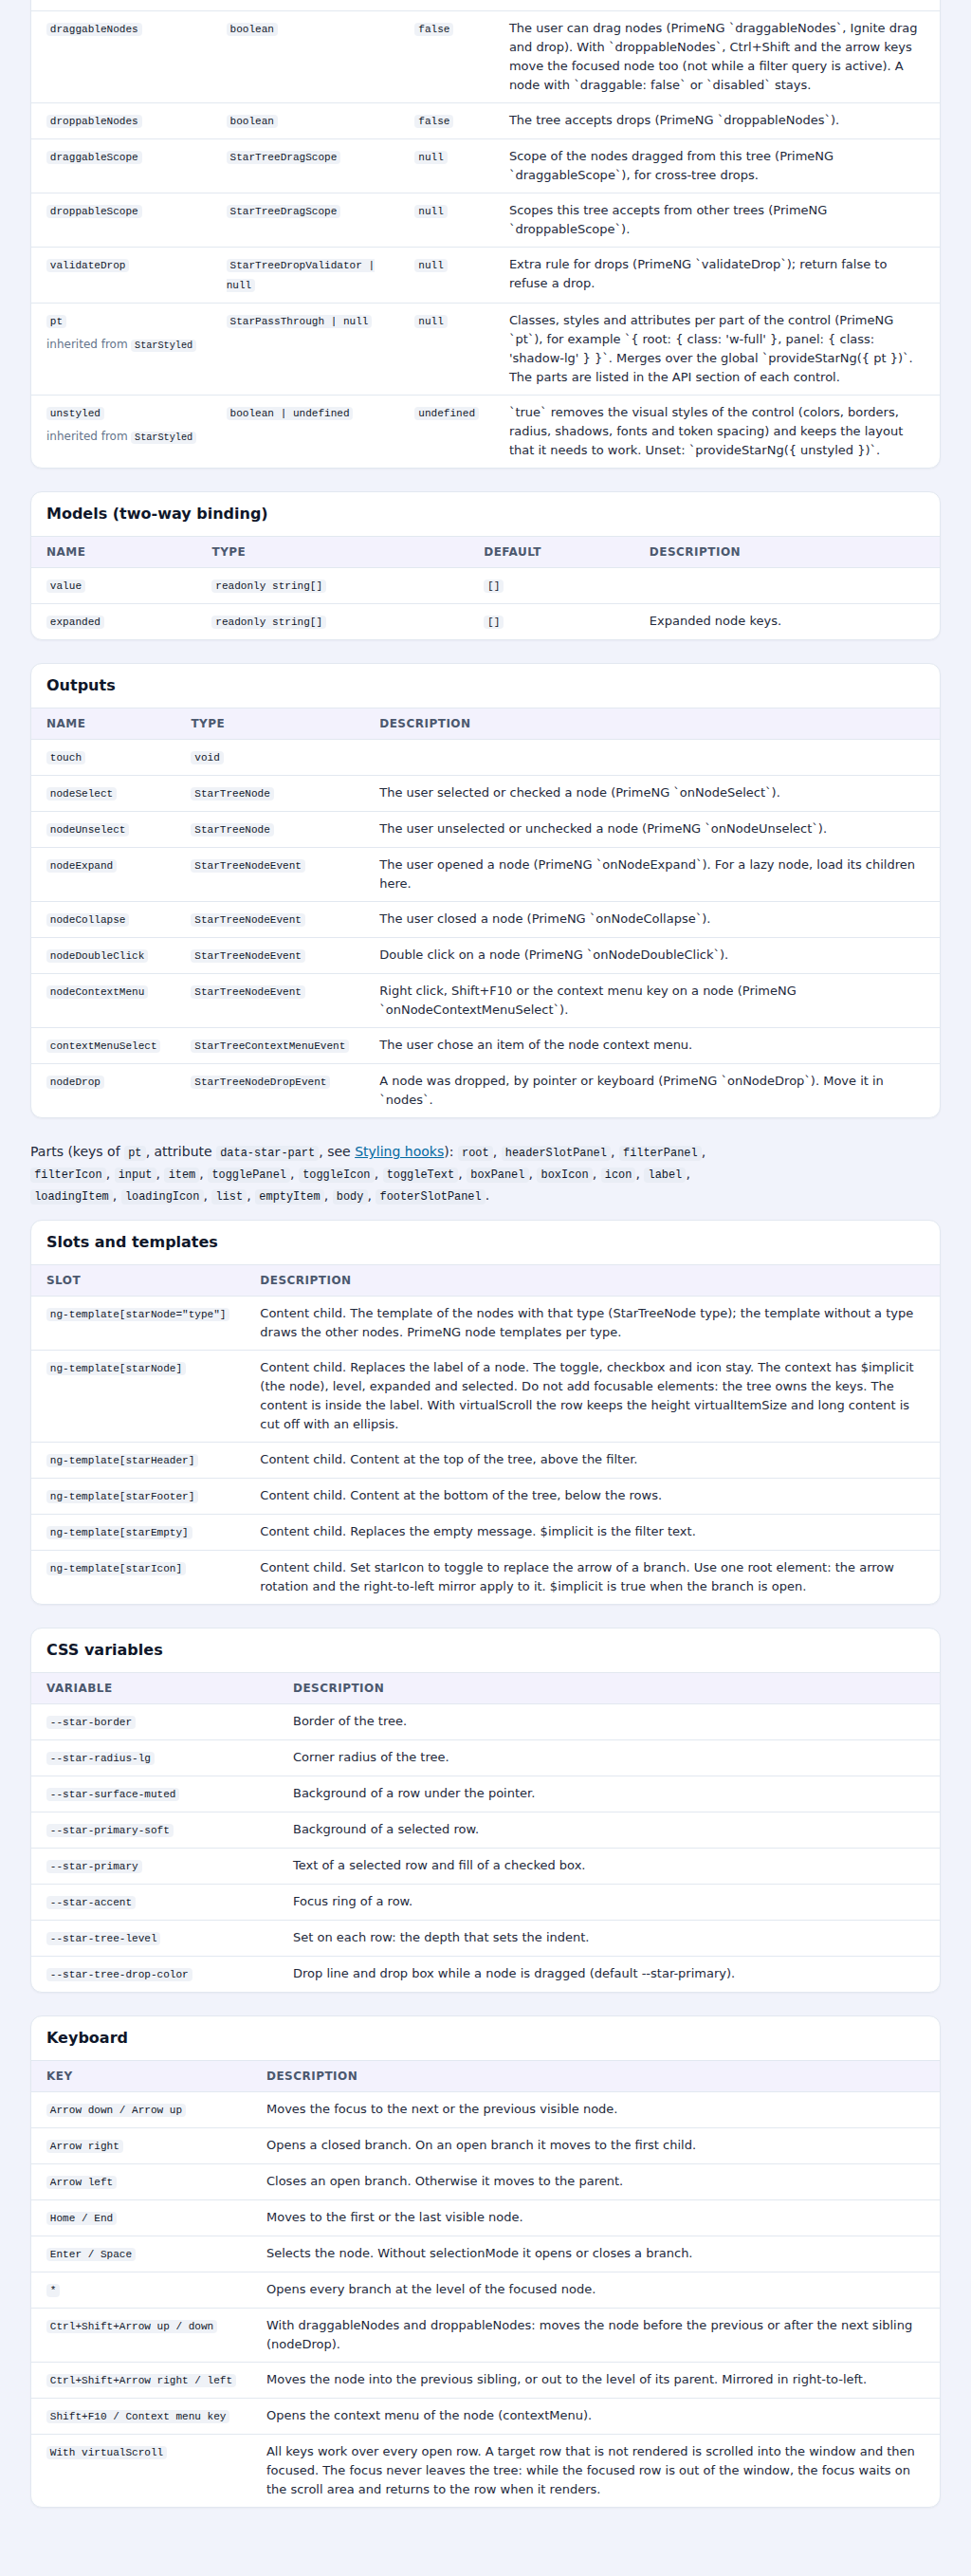 draggableNodes boolean false The user can drag nodes (PrimeNG `draggableNodes`, Ignite drag
and drop). With `droppableNodes`, Ctrl+Shift and the arrow keys
move the focused node too (not while a filter query is active). A
node with `draggable: false` or `disabled` stays.
droppableNodes boolean false The tree accepts drops (PrimeNG `droppableNodes`).
draggableScope StarTreeDragScope null Scope of the nodes dragged from this tree (PrimeNG
`draggableScope`), for cross-tree drops.
droppableScope StarTreeDragScope null Scopes this tree accepts from other trees (PrimeNG
`droppableScope`).
validateDrop StarTreeDropValidator | null Extra rule for drops (PrimeNG `validateDrop`); return false to
null refuse a drop.
pt StarPassThrough | null null Classes, styles and attributes per part of the control (PrimeNG
inherited from StarStyled `pt`), for example `{ root: { class: 'w-full' }, panel: { class:
'shadow-lg' } }`. Merges over the global `provideStarNg({ pt })`.
The parts are listed in the API section of each control.
unstyled boolean | undefined undefined `true` removes the visual styles of the control (colors, borders,
inherited from StarStyled radius, shadows, fonts and token spacing) and keeps the layout
that it needs to work. Unset: `provideStarNg({ unstyled })`.
Models (two-way binding)
NAME TYPE DEFAULT DESCRIPTION
value readonly string[] []
expanded readonly string[] [] Expanded node keys.
Outputs
NAME TYPE DESCRIPTION
touch void
nodeSelect StarTreeNode The user selected or checked a node (PrimeNG `onNodeSelect`).
nodeUnselect StarTreeNode The user unselected or unchecked a node (PrimeNG `onNodeUnselect`).
nodeExpand StarTreeNodeEvent The user opened a node (PrimeNG `onNodeExpand`). For a lazy node, load its children
here.
nodeCollapse StarTreeNodeEvent The user closed a node (PrimeNG `onNodeCollapse`).
nodeDoubleClick StarTreeNodeEvent Double click on a node (PrimeNG `onNodeDoubleClick`).
nodeContextMenu StarTreeNodeEvent Right click, Shift+F10 or the context menu key on a node (PrimeNG
`onNodeContextMenuSelect`).
contextMenuSelect StarTreeContextMenuEvent The user chose an item of the node context menu.
nodeDrop StarTreeNodeDropEvent A node was dropped, by pointer or keyboard (PrimeNG `onNodeDrop`). Move it in
`nodes`.
Parts (keys of pt, attribute data-star-part, see Styling hooks): root, headerSlotPanel, filterPanel,
filterIcon, input, item, togglePanel, toggleIcon, toggleText, boxPanel, boxIcon, icon, label,
loadingItem, loadingIcon, list, emptyItem, body, footerSlotPanel.
Slots and templates
SLOT DESCRIPTION
ng-template[starNode="type"] Content child. The template of the nodes with that type (StarTreeNode type); the template without a type
draws the other nodes. PrimeNG node templates per type.
ng-template[starNode] Content child. Replaces the label of a node. The toggle, checkbox and icon stay. The context has $implicit
(the node), level, expanded and selected. Do not add focusable elements: the tree owns the keys. The
content is inside the label. With virtualScroll the row keeps the height virtualItemSize and long content is
cut off with an ellipsis.
ng-template[starHeader] Content child. Content at the top of the tree, above the filter.
ng-template[starFooter] Content child. Content at the bottom of the tree, below the rows.
ng-template[starEmpty] Content child. Replaces the empty message. $implicit is the filter text.
ng-template[starIcon] Content child. Set starIcon to toggle to replace the arrow of a branch. Use one root element: the arrow
rotation and the right-to-left mirror apply to it. $implicit is true when the branch is open.
CSS variables
VARIABLE DESCRIPTION
--star-border Border of the tree.
--star-radius-lg Corner radius of the tree.
--star-surface-muted Background of a row under the pointer.
--star-primary-soft Background of a selected row.
--star-primary Text of a selected row and fill of a checked box.
--star-accent Focus ring of a row.
--star-tree-level Set on each row: the depth that sets the indent.
--star-tree-drop-color Drop line and drop box while a node is dragged (default --star-primary).
Keyboard
KEY DESCRIPTION
Arrow down / Arrow up Moves the focus to the next or the previous visible node.
Arrow right Opens a closed branch. On an open branch it moves to the first child.
Arrow left Closes an open branch. Otherwise it moves to the parent.
Home / End Moves to the first or the last visible node.
Enter / Space Selects the node. Without selectionMode it opens or closes a branch.
* Opens every branch at the level of the focused node.
Ctrl+Shift+Arrow up / down With draggableNodes and droppableNodes: moves the node before the previous or after the next sibling
(nodeDrop).
Ctrl+Shift+Arrow right / left Moves the node into the previous sibling, or out to the level of its parent. Mirrored in right-to-left.
Shift+F10 / Context menu key Opens the context menu of the node (contextMenu).
With virtualScroll All keys work over every open row. A target row that is not rendered is scrolled into the window and then
focused. The focus never leaves the tree: while the focused row is out of the window, the focus waits on
the scroll area and returns to the row when it renders.